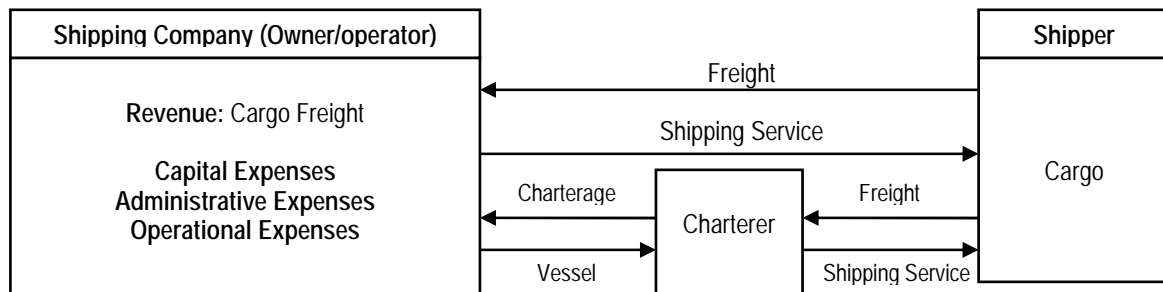 Shipping Company (Owner/operator)
Shipper
Freight
Revenue: Cargo Freight
Shipping Service
Capital Expenses
Administrative Expenses
Operational Expenses
Cargo
Charterage
Freight
Charterer
Vessel
Shipping Service